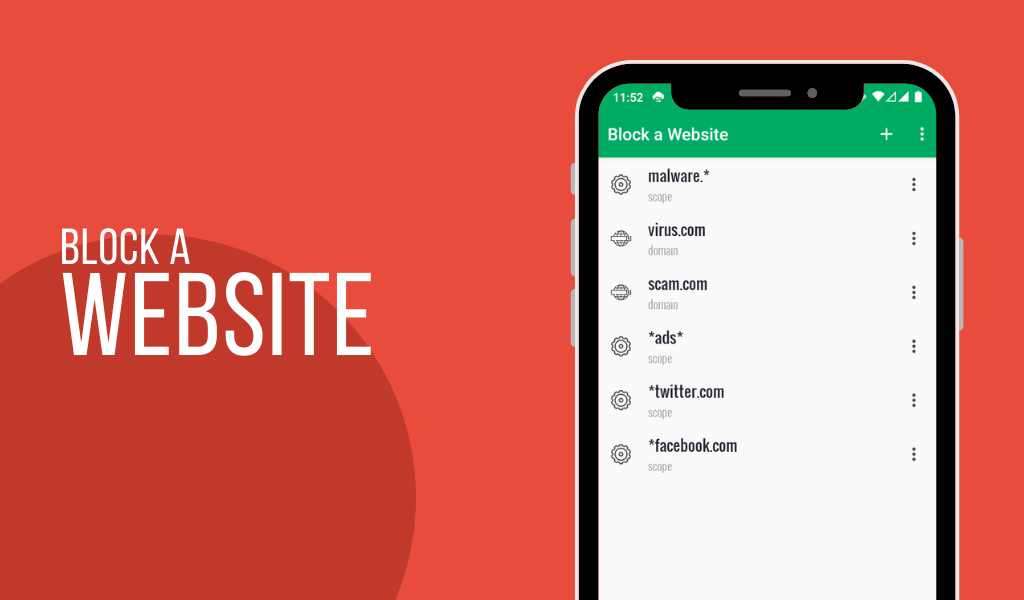 BLOCK A
WEBSITE
11:52
Block a Website
malware.*
scope
virus.com
domain
scam.com
domain
*ads*
scope
*twitter.com
scope
*facebook.com
scope